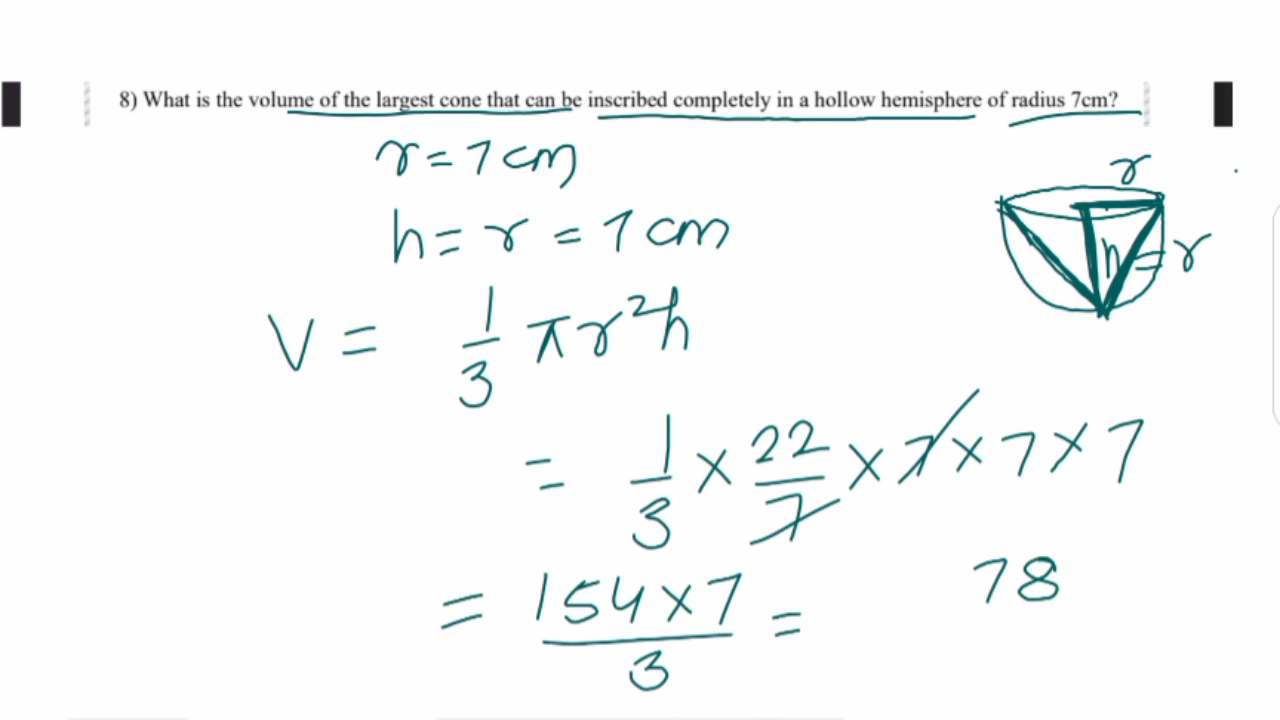 8) What is the volume of the largest cone that can be inscribed completely in a hollow hemisphere of radius 7cm?
r = 7 cm
r
h = r = 7 cm
h = r
V = 1/3 πr²h
= 1/3 × 22/7 × 7 × 7 × 7
78
= 154 × 7 / 3 =